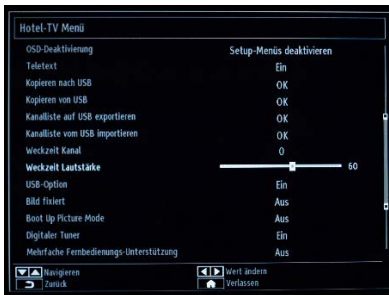 Hotel-TV Menü
OSD-Deaktivierung Setup-Menüs deaktivieren
Teletext Ein
Kopieren nach USB OK
Kopieren von USB OK
Kanalliste auf USB exportieren OK
Kanalliste vom USB importieren OK
Weckzeit Kanal 0
Weckzeit Lautstärke 60
USB-Option Ein
Bild fixiert Aus
Boot Up Picture Mode Aus
Digitaler Tuner Ein
Mehrfache Fernbedienungs-Unterstützung Aus
Navigieren Wert ändern
Zurück Verlassen